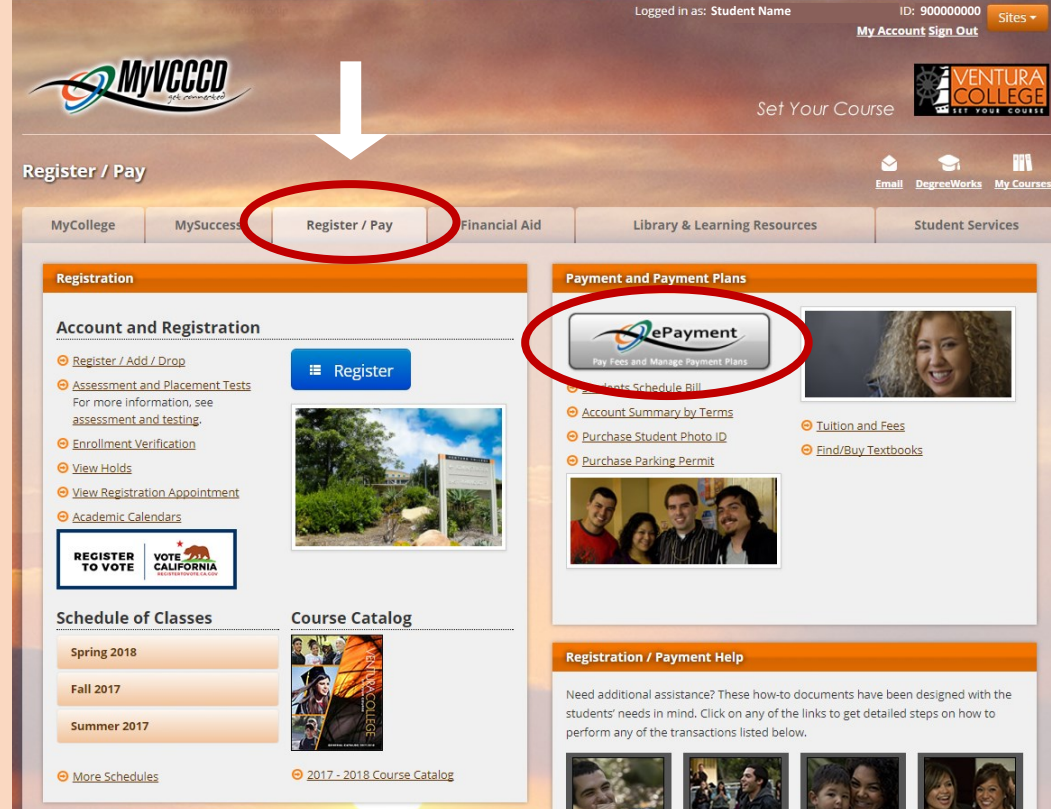 Logged in as: Student Name
ID: 900000000
Sites
My Account Sign Out
MyVCCCD
get connected
Set Your Course
VENTURA
COLLEGE
SET YOUR COURSE
Register / Pay
Email
DegreeWorks
My Courses
MyCollege
MySuccess
Register / Pay
Financial Aid
Library & Learning Resources
Student Services
Registration
Account and Registration
Register / Add / Drop
Assessment and Placement Tests
For more information, see
assessment and testing.
Enrollment Verification
View Holds
View Registration Appointment
Academic Calendars
Register
REGISTER
TO VOTE
VOTE
CALIFORNIA
REGISTERTOVOTE.CA.GOV
Schedule of Classes
Spring 2018
Fall 2017
Summer 2017
More Schedules
Course Catalog
VENTURA COLLEGE
2017 - 2018 Course Catalog
Payment and Payment Plans
ePayment
Pay Fees and Manage Payment Plans
Students Schedule Bill
Account Summary by Terms
Purchase Student Photo ID
Purchase Parking Permit
Tuition and Fees
Find/Buy Textbooks
Registration / Payment Help
Need additional assistance? These how-to documents have been designed with the
students' needs in mind. Click on any of the links to get detailed steps on how to
perform any of the transactions listed below.